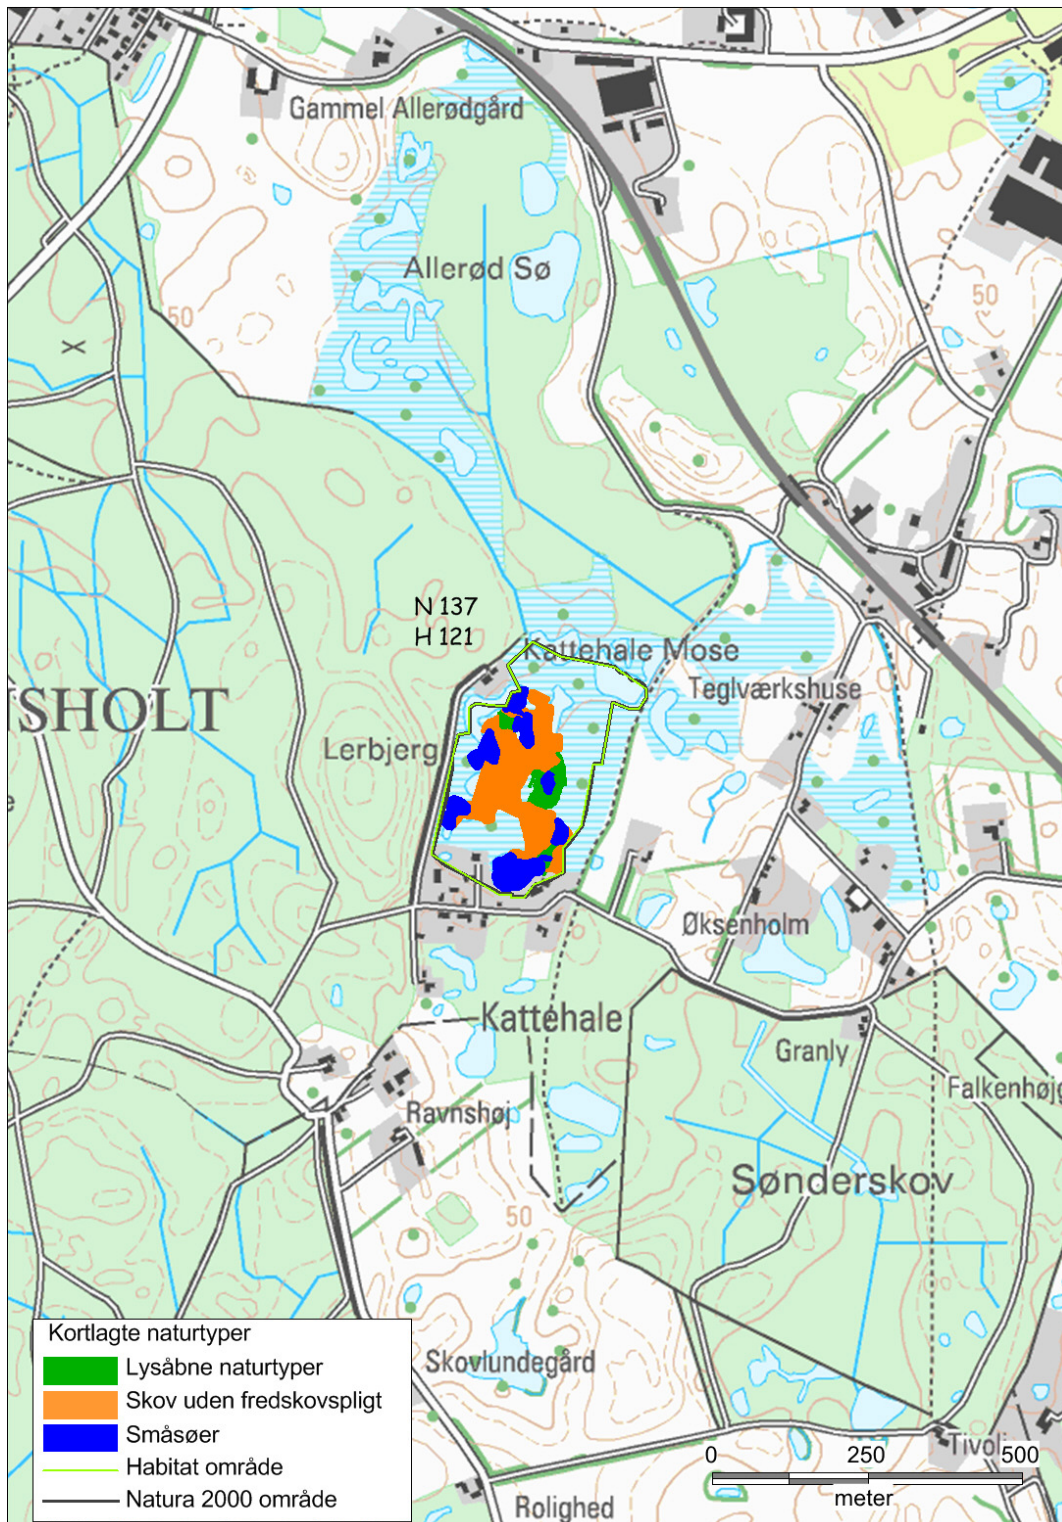 Gammel Allerødgård
Allerød Sø
50
50
N 137
H 121
Kattehale Mose
Teglværkshuse
SHOLT
Lerbjerg
Øksenholm
Kattehale
Granly
Falkenhøjg
Ravnshøj
Sønderskov
50
Kortlagte naturtyper
Lysåbne naturtyper
Skov uden fredskovspligt
Småsøer
Habitat område
Natura 2000 område
Skovlundegård
0 250 500
meter
Tivoli
Rolighed